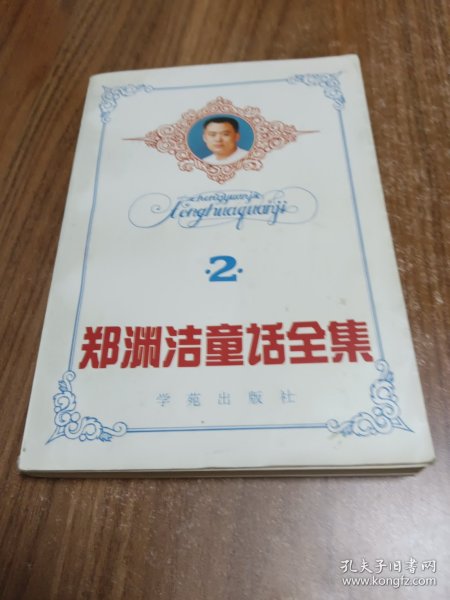 zhengyuanjie
tonghuaquanji
·2·
郑渊洁童话全集
学苑出版社
孔夫子旧书网
www.kongfz.com